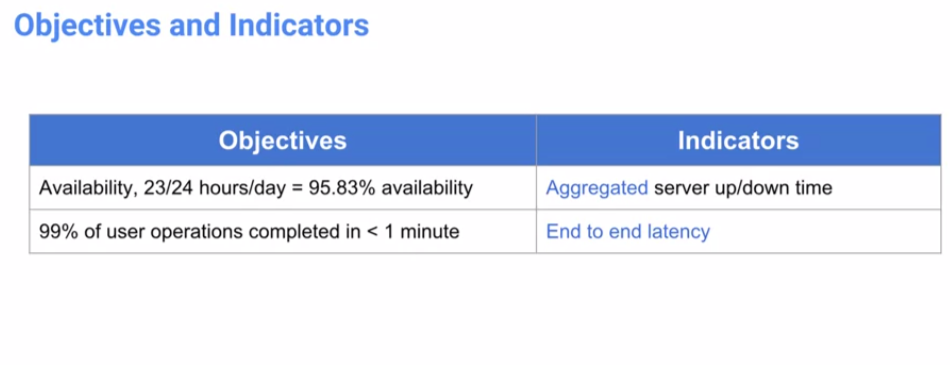 Objectives and Indicators
Objectives Indicators
Availability, 23/24 hours/day = 95.83% availability Aggregated server up/down time
99% of user operations completed in < 1 minute End to end latency